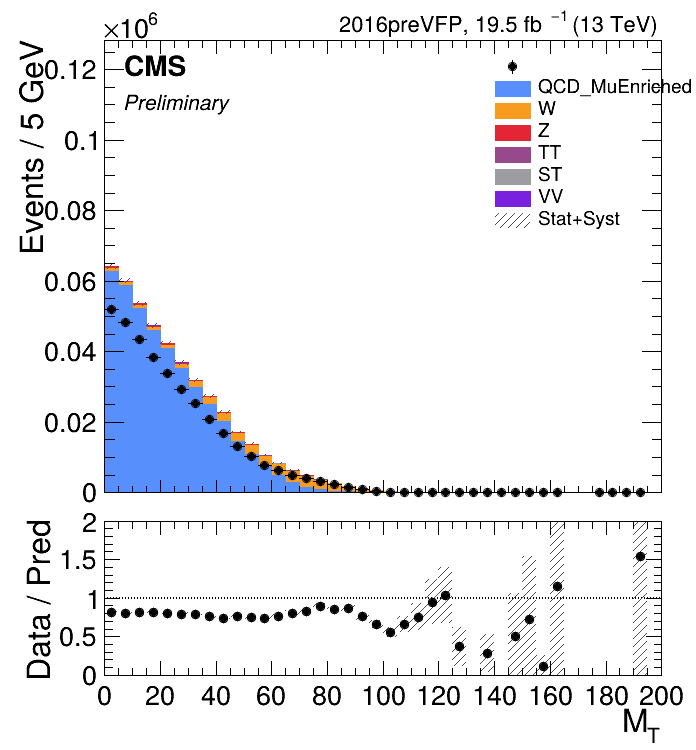 ×10⁶
2016preVFP, 19.5 fb ⁻¹ (13 TeV)
CMS
Preliminary
QCD_MuEnriched
W
Z
TT
ST
VV
Stat+Syst
Events / 5 GeV
0.12
0.1
0.08
0.06
0.04
0.02
0
Data / Pred
2
1.5
1
0.5
0
0 20 40 60 80 100 120 140 160 180 200
M_T